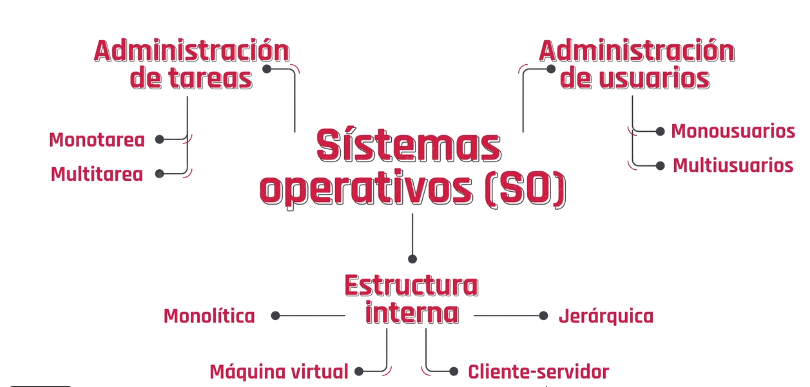 Administración
de tareas
Monotarea
Multitarea
Administración
de usuarios
Monousuarios
Multiusuarios
Sístemas
operativos (SO)
Estructura
interna
Monolítica
Jerárquica
Máquina virtual
Cliente-servidor